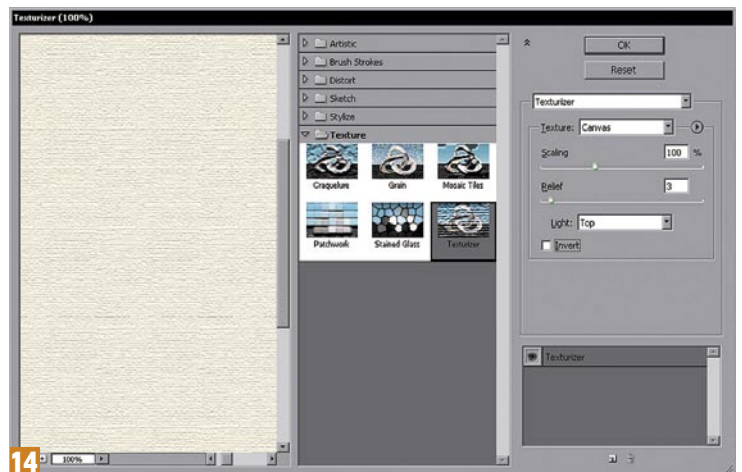 Texturizer (100%)
Artistic
Brush Strokes
Distort
Sketch
Stylize
Texture
Craquelure
Grain
Mosaic Tiles
Patchwork
Stained Glass
Texturizer
OK
Reset
Texturizer
Texture: Canvas
Scaling 100 %
Relief 3
Light: Top
Invert
Texturizer
14
100%